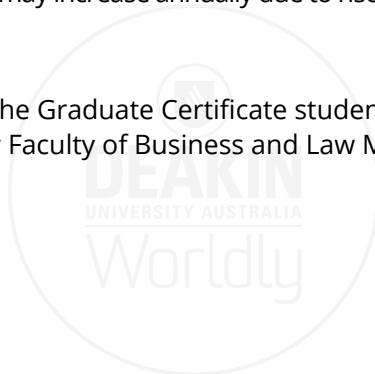 may increase annually due to rise
he Graduate Certificate studen
Faculty of Business and Law M
DEAKIN
UNIVERSITY AUSTRALIA
Worldly